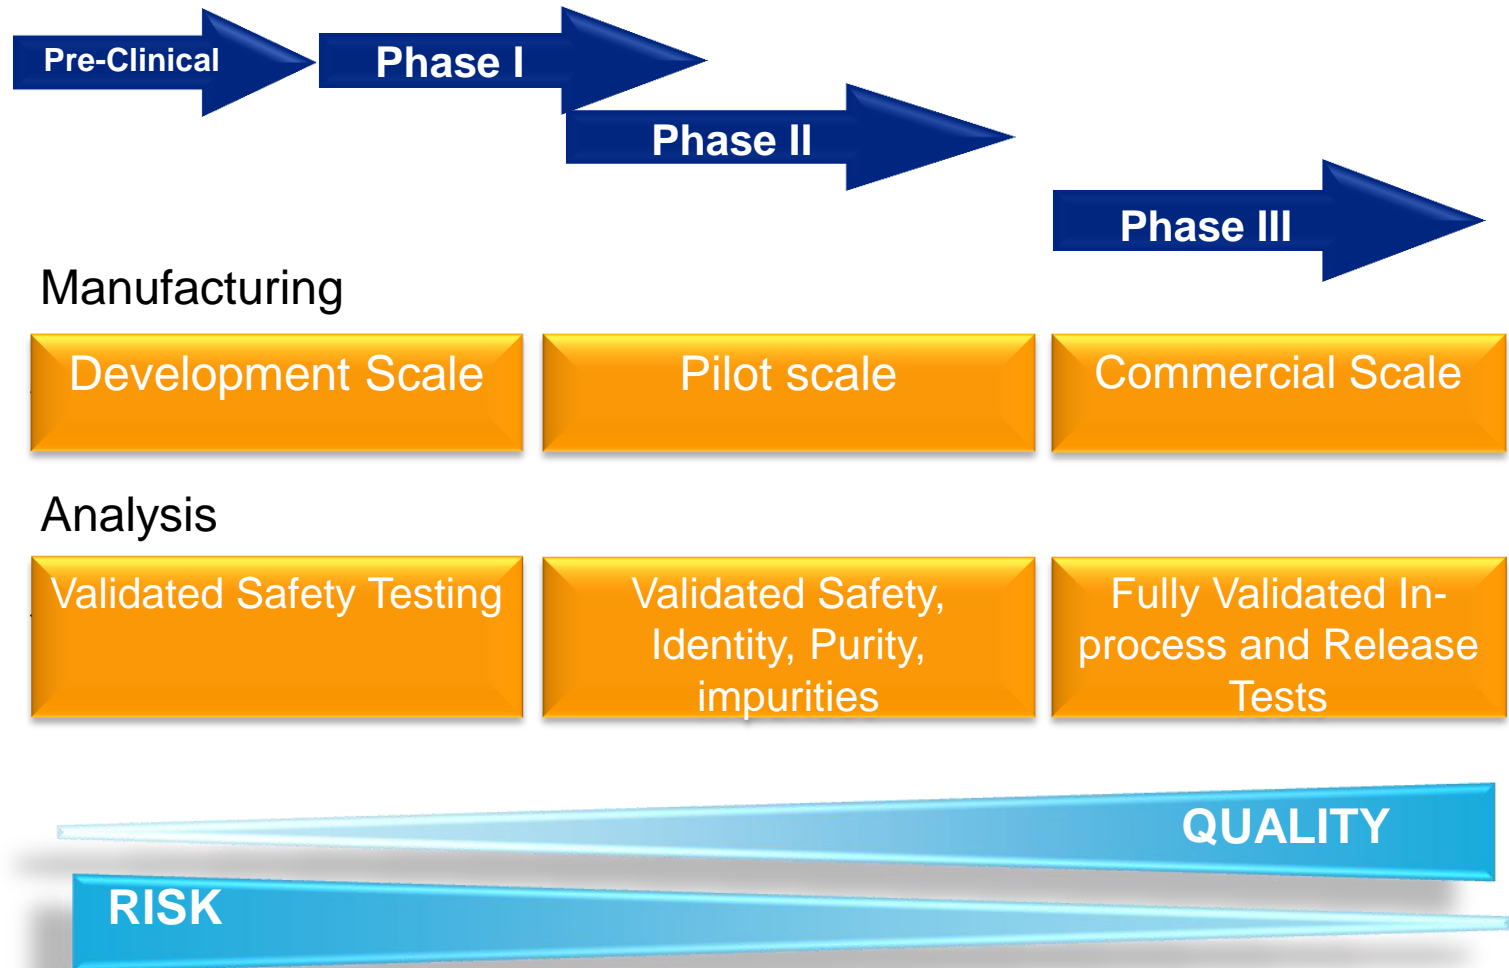 Pre-Clinical
Phase I
Phase II
Phase III
Manufacturing
Development Scale
Pilot scale
Commercial Scale
Analysis
Validated Safety Testing
Validated Safety,
Identity, Purity,
impurities
Fully Validated In-
process and Release
Tests
QUALITY
RISK